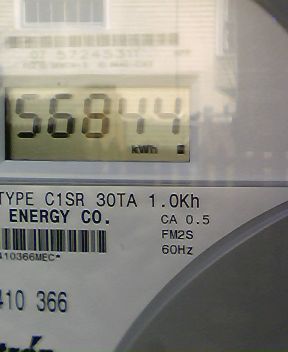 56844
kWh
TYPE C1SR 30TA 1.0Kh
ENERGY CO.
CA 0.5
FM2S
60Hz
410366MEC*
410 366